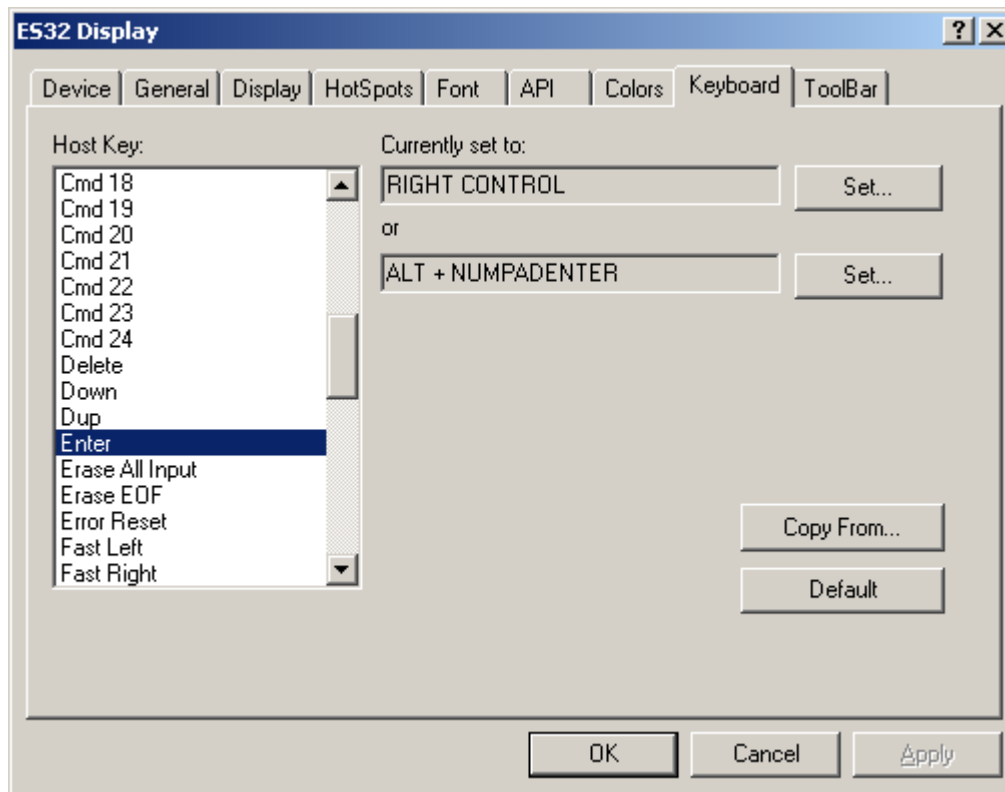 ES32 Display
Device General Display HotSpots Font API Colors Keyboard ToolBar
Host Key:
Cmd 18
Cmd 19
Cmd 20
Cmd 21
Cmd 22
Cmd 23
Cmd 24
Delete
Down
Dup
Enter
Erase All Input
Erase EOF
Error Reset
Fast Left
Fast Right
Currently set to:
RIGHT CONTROL Set...
or
ALT + NUMPADENTER Set...
Copy From...
Default
OK Cancel Apply